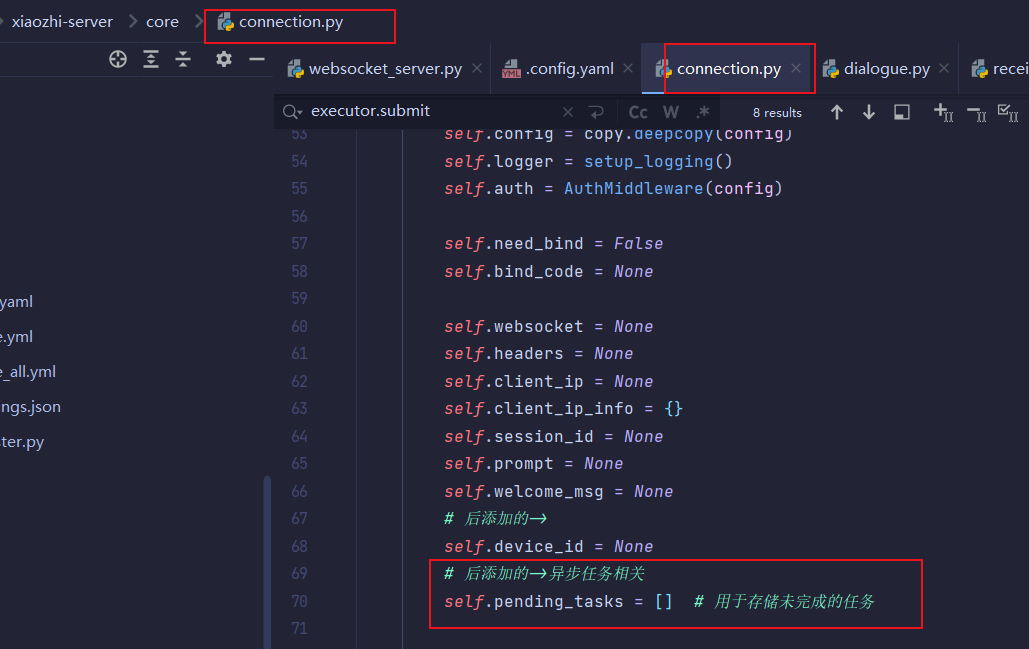 xiaozhi-server core connection.py
websocket_server.py .config.yaml connection.py dialogue.py recei
executor.submit Cc W .* 8 results
53 self.config = copy.deepcopy(config)
54 self.logger = setup_logging()
55 self.auth = AuthMiddleware(config)
56
57 self.need_bind = False
58 self.bind_code = None
59
yaml
60 self.websocket = None
e.yml
61 self.headers = None
e_all.yml
62 self.client_ip = None
ngs.json
63 self.client_ip_info = {}
ter.py
64 self.session_id = None
65 self.prompt = None
66 self.welcome_msg = None
67 # 后添加的->
68 self.device_id = None
69 # 后添加的->异步任务相关
70 self.pending_tasks = [] # 用于存储未完成的任务
71